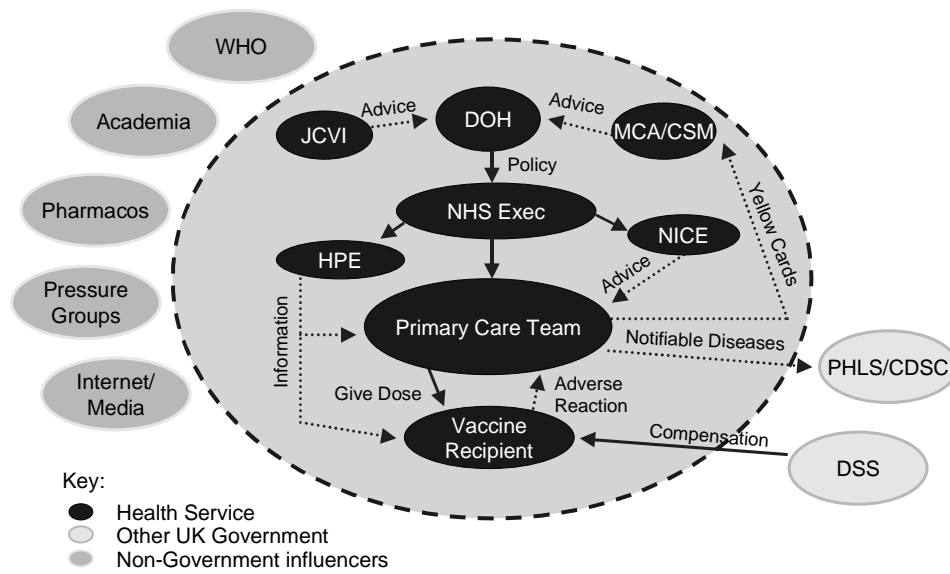 WHO
Academia
Pharmacos
Pressure
Groups
Internet/
Media
JCVI
Advice
DOH
Advice
MCA/CSM
Policy
NHS Exec
HPE
NICE
Advice
Yellow Cards
Information
Primary Care Team
Notifiable Diseases
PHLS/CDSC
Give Dose
Adverse
Reaction
Vaccine
Recipient
Compensation
DSS
Key:
Health Service
Other UK Government
Non-Government influencers